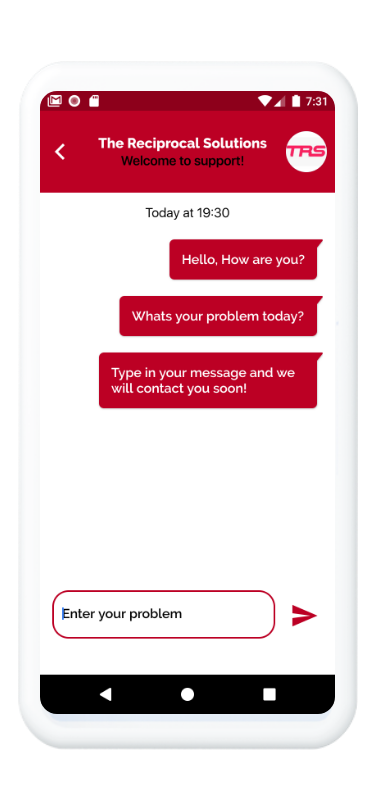 7:31
The Reciprocal Solutions
Welcome to support!
TRS
Today at 19:30
Hello, How are you?
Whats your problem today?
Type in your message and we
will contact you soon!
Enter your problem